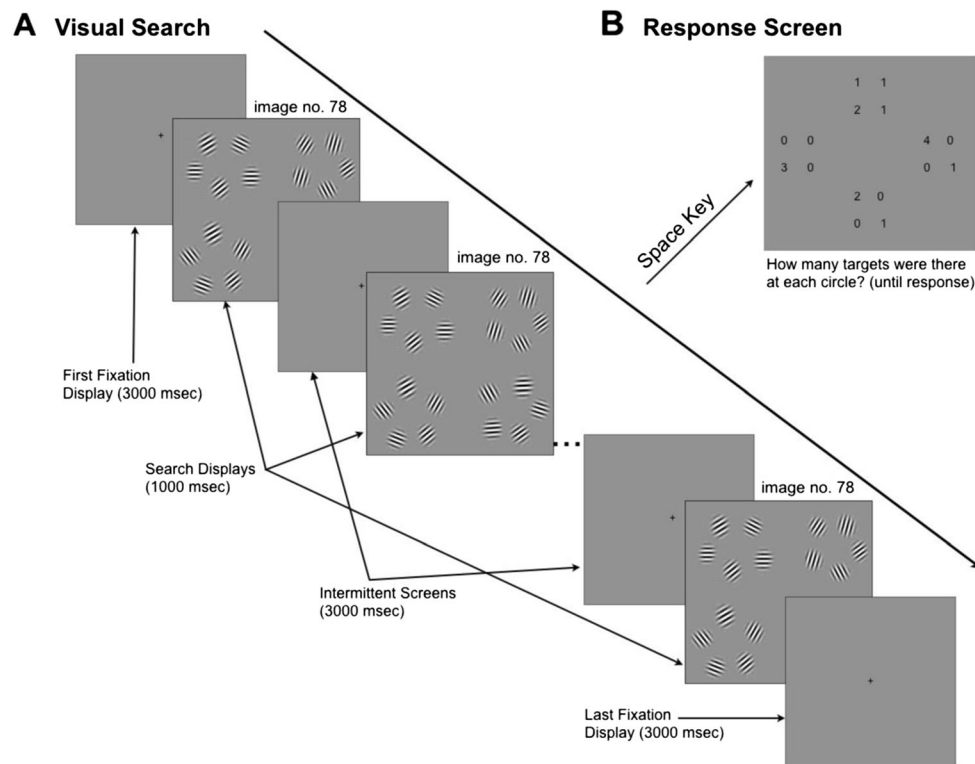 A Visual Search
B Response Screen
image no. 78
1 1
2 1
0 0
4 0
3 0
0 1
2 0
0 1
Space Key
How many targets were there
at each circle? (until response)
image no. 78
First Fixation
Display (3000 msec)
Search Displays
(1000 msec)
image no. 78
Intermittent Screens
(3000 msec)
Last Fixation
Display (3000 msec)